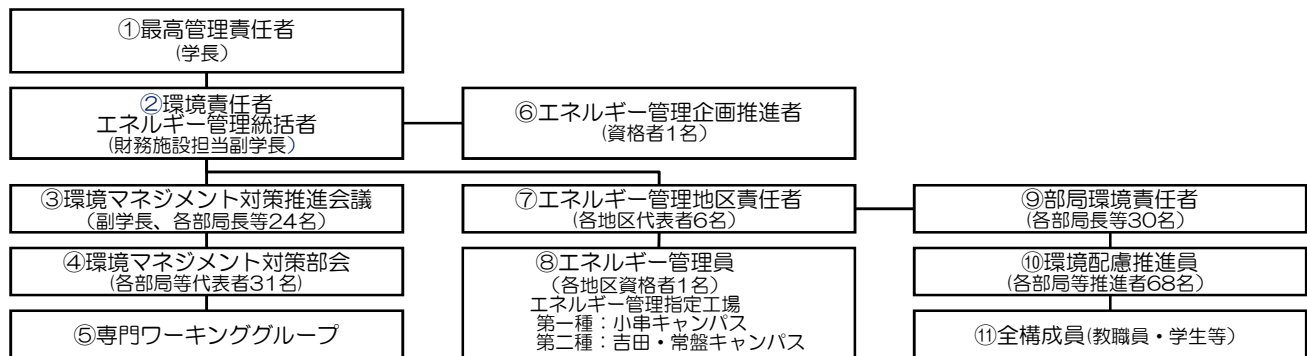 ①最高管理責任者
(学長)
②環境責任者
エネルギー管理統括者
(財務施設担当副学長)
⑥エネルギー管理企画推進者
(資格者1名)
③環境マネジメント対策推進会議
(副学長、各部局長等24名)
⑦エネルギー管理地区責任者
(各地区代表者6名)
⑨部局環境責任者
(各部局長等30名)
④環境マネジメント対策部会
(各部局等代表者31名)
⑧エネルギー管理員
(各地区資格者1名)
エネルギー管理指定工場
第一種：小串キャンパス
第二種：吉田・常盤キャンパス
⑩環境配慮推進員
(各部局等推進者68名)
⑤専門ワーキンググループ
⑪全構成員(教職員・学生等)